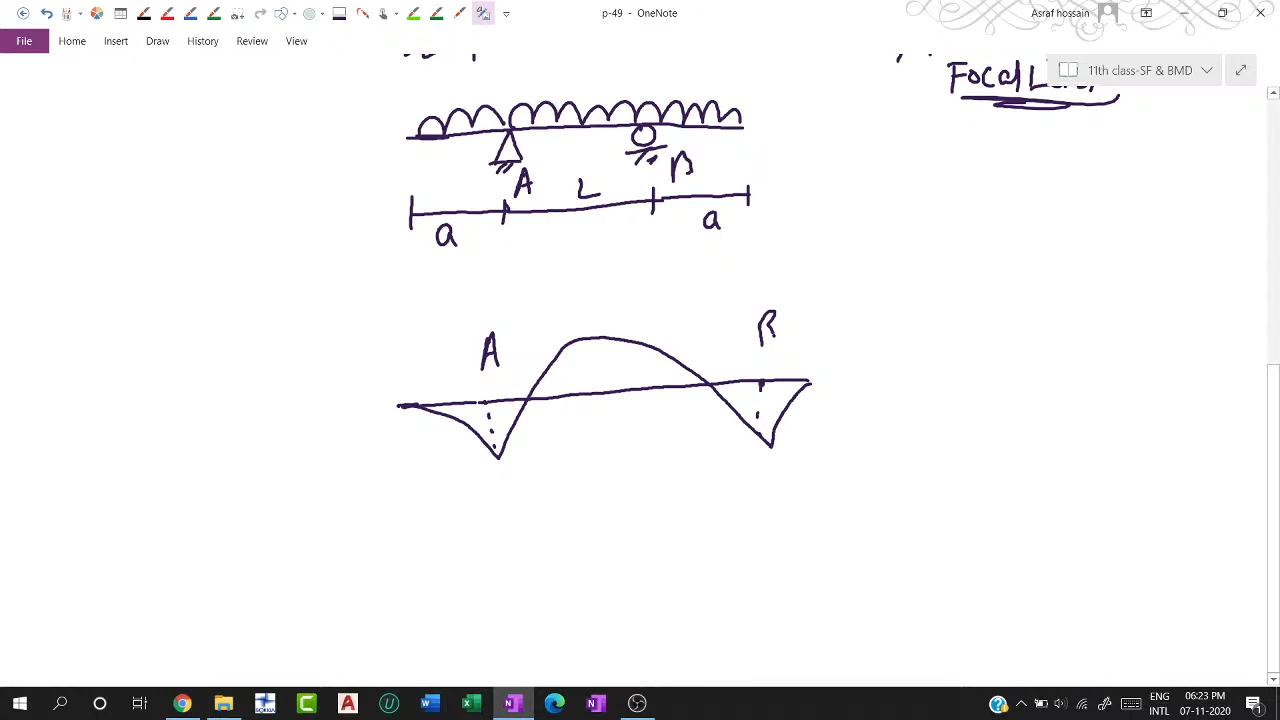 p-49 - OneNote
Asraf hossain
File Home Insert Draw History Review View
11th class-SF & BMD
Focal
A L B
a a
A B
ENG 06:23 PM
INTL 07-11-2020